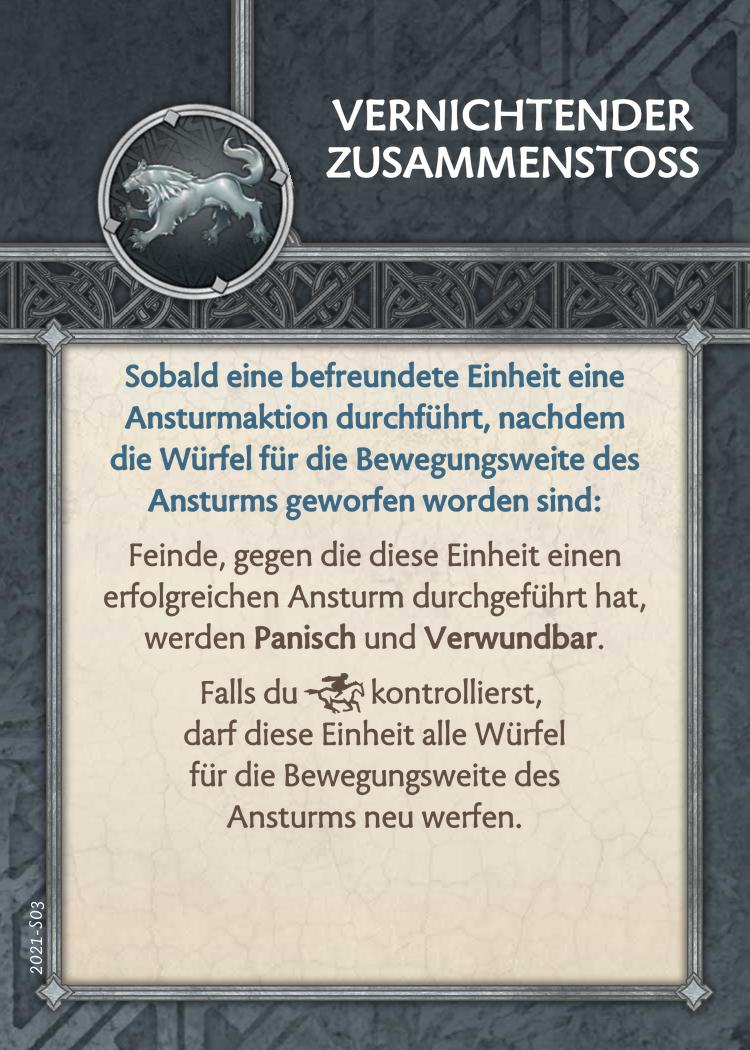 VERNICHTENDER
ZUSAMMENSTOSS
Sobald eine befreundete Einheit eine
Ansturmaktion durchführt, nachdem
die Würfel für die Bewegungsweite des
Ansturms geworfen worden sind:
Feinde, gegen die diese Einheit einen
erfolgreichen Ansturm durchgeführt hat,
werden Panisch und Verwundbar.
Falls du kontrollierst,
darf diese Einheit alle Würfel
für die Bewegungsweite des
Ansturms neu werfen.
2021-S03